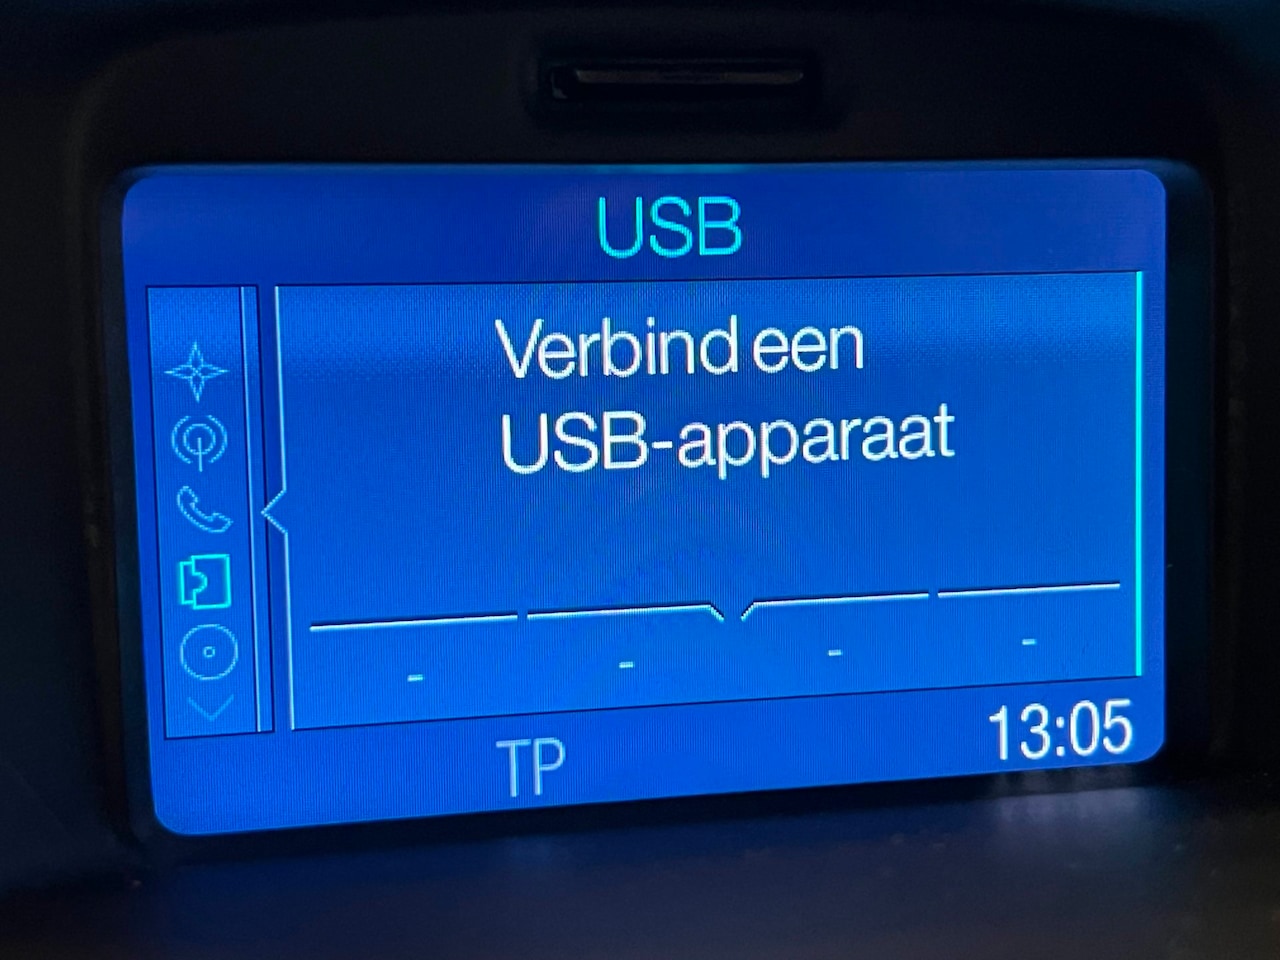 USB
Verbind een
USB-apparaat
- - - -
TP
13:05